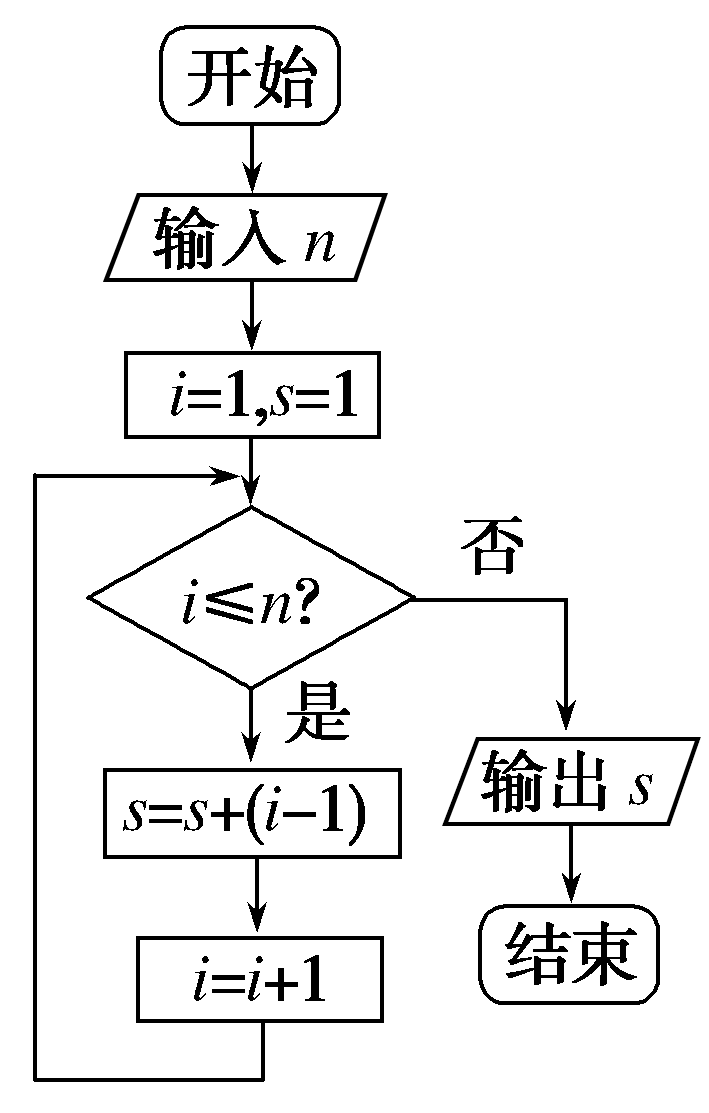 开始
输入 n
i=1,s=1
i≤n?
否
是
s=s+(i−1)
输出 s
i=i+1
结束